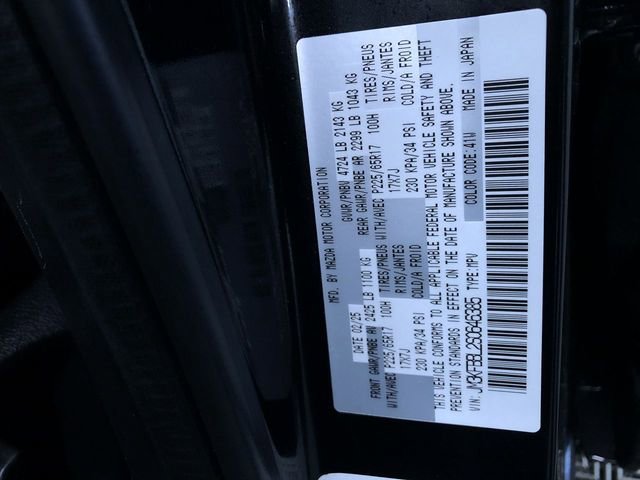 MFD. BY MAZDA MOTOR CORPORATION
DATE 02/25 GVWR/PNBV 4724 LB 2143 KG
FRONT GAWR/PNBE AV 2425 LB 1100 KG REAR GAWR/PNBE AR 2299 LB 1043 KG
WITH/AVEC P225/65R17 100H TIRES/PNEUS WITH/AVEC P225/65R17 100H TIRES/PNEUS
17X7J RIMS/JANTES 17X7J RIMS/JANTES
230 KPA/34 PSI COLD/A FROID 230 KPA/34 PSI COLD/A FROID
THIS VEHICLE CONFORMS TO ALL APPLICABLE FEDERAL MOTOR VEHICLE SAFETY AND THEFT
PREVENTION STANDARDS IN EFFECT ON THE DATE OF MANUFACTURE SHOWN ABOVE.
COLOR CODE:41W MADE IN JAPAN
VIN: TYPE:MPV